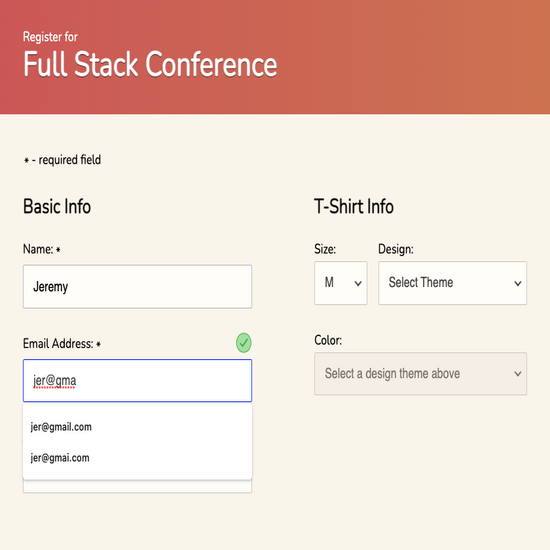 Register for
Full Stack Conference
* - required field
Basic Info
Name: *
Jeremy
Email Address: *
jer@gma
jer@gmail.com
jer@gmai.com
T-Shirt Info
Size:
Design:
M
Select Theme
Color:
Select a design theme above